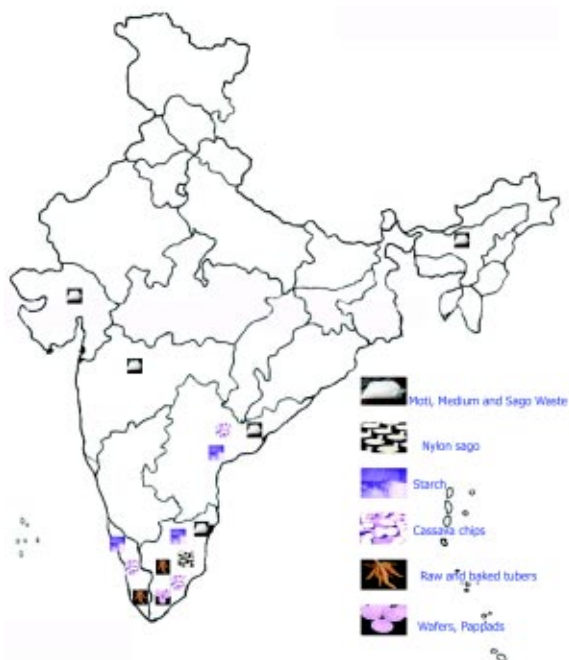 Moti, Medium and Sago Waste
Nylon sago
Starch
Cassava chips
Raw and baked tubers
Wafers, Pappads